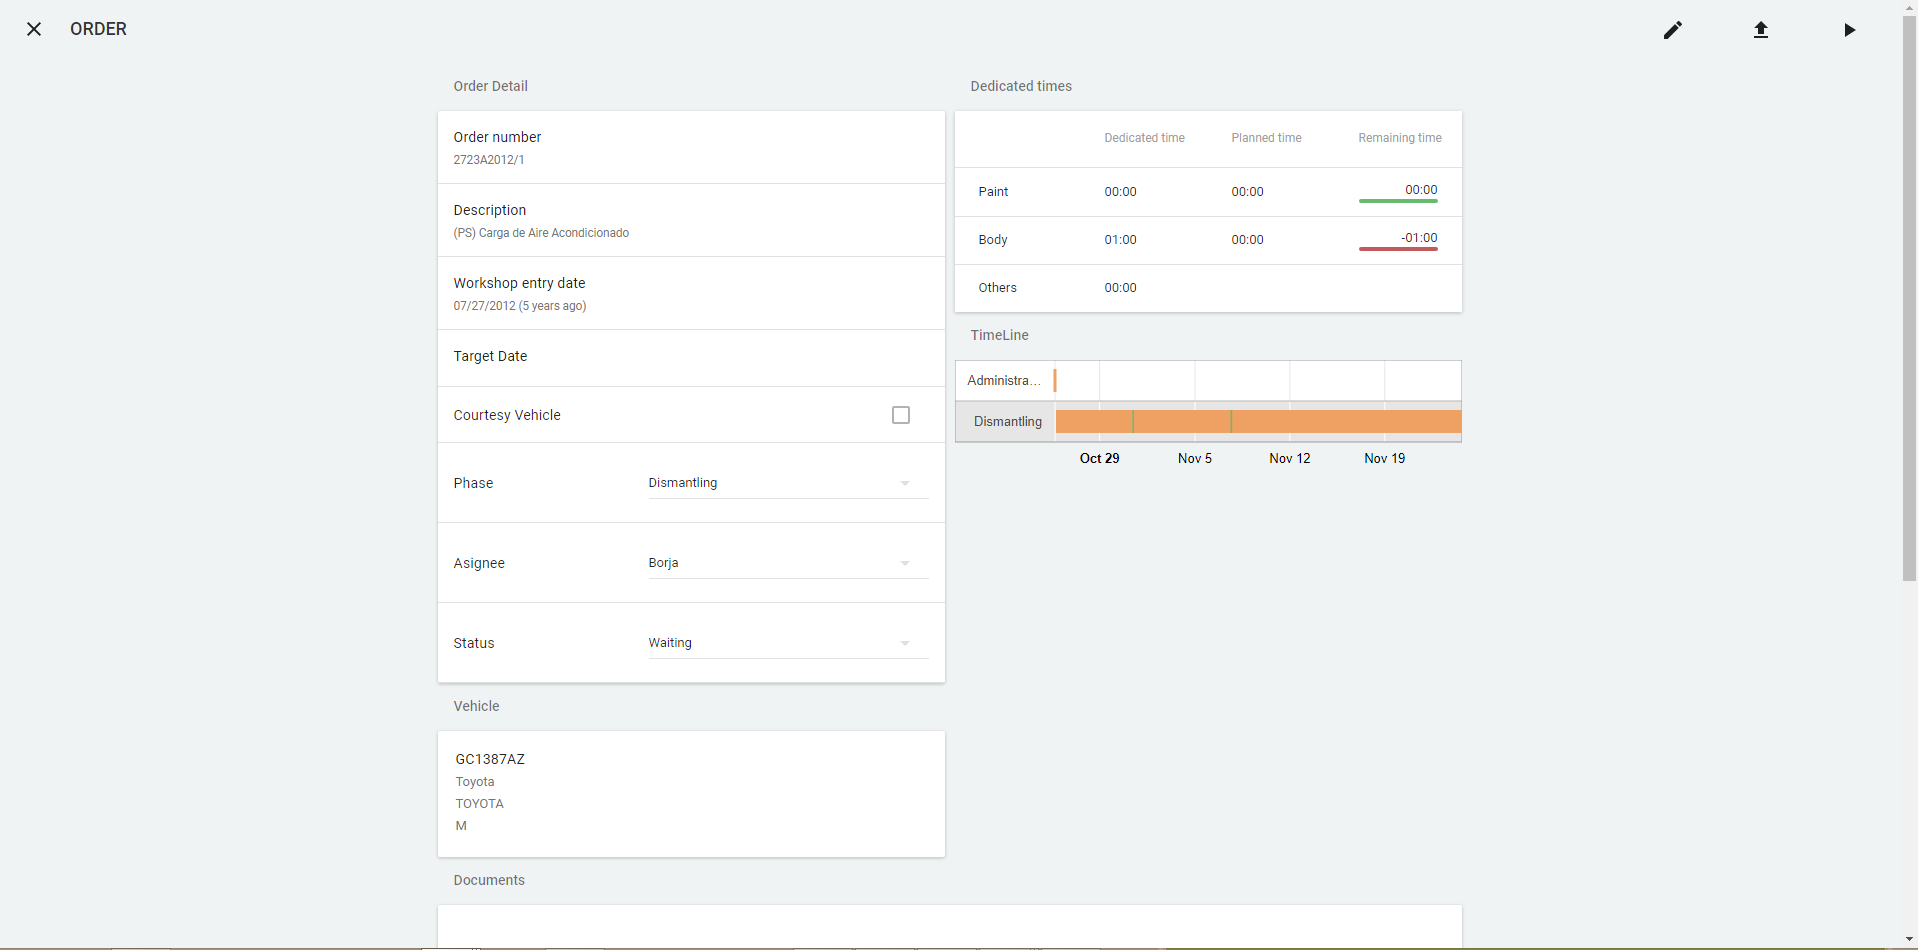 ORDER
Order Detail
Order number
2723A2012/1
Description
(PS) Carga de Aire Acondicionado
Workshop entry date
07/27/2012 (5 years ago)
Target Date
Courtesy Vehicle
Phase Dismantling
Asignee Borja
Status Waiting
Vehicle
GC1387AZ
Toyota
TOYOTA
M
Documents
Dedicated times
Dedicated time Planned time Remaining time
Paint 00:00 00:00 00:00
Body 01:00 00:00 -01:00
Others 00:00
TimeLine
Administra...
Dismantling
Oct 29 Nov 5 Nov 12 Nov 19